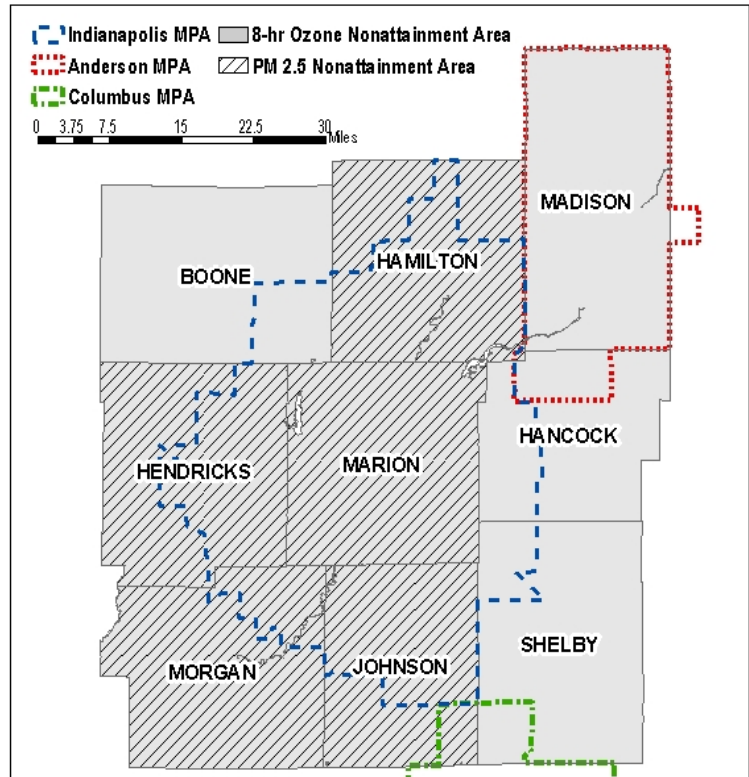 Indianapolis MPA 8-hr Ozone Nonattainment Area
Anderson MPA PM 2.5 Nonattainment Area
Columbus MPA
0 3.75 7.5 15 22.5 30
Miles
MADISON
HAMILTON
BOONE
HANCOCK
HENDRICKS
MARION
SHELBY
MORGAN
JOHNSON